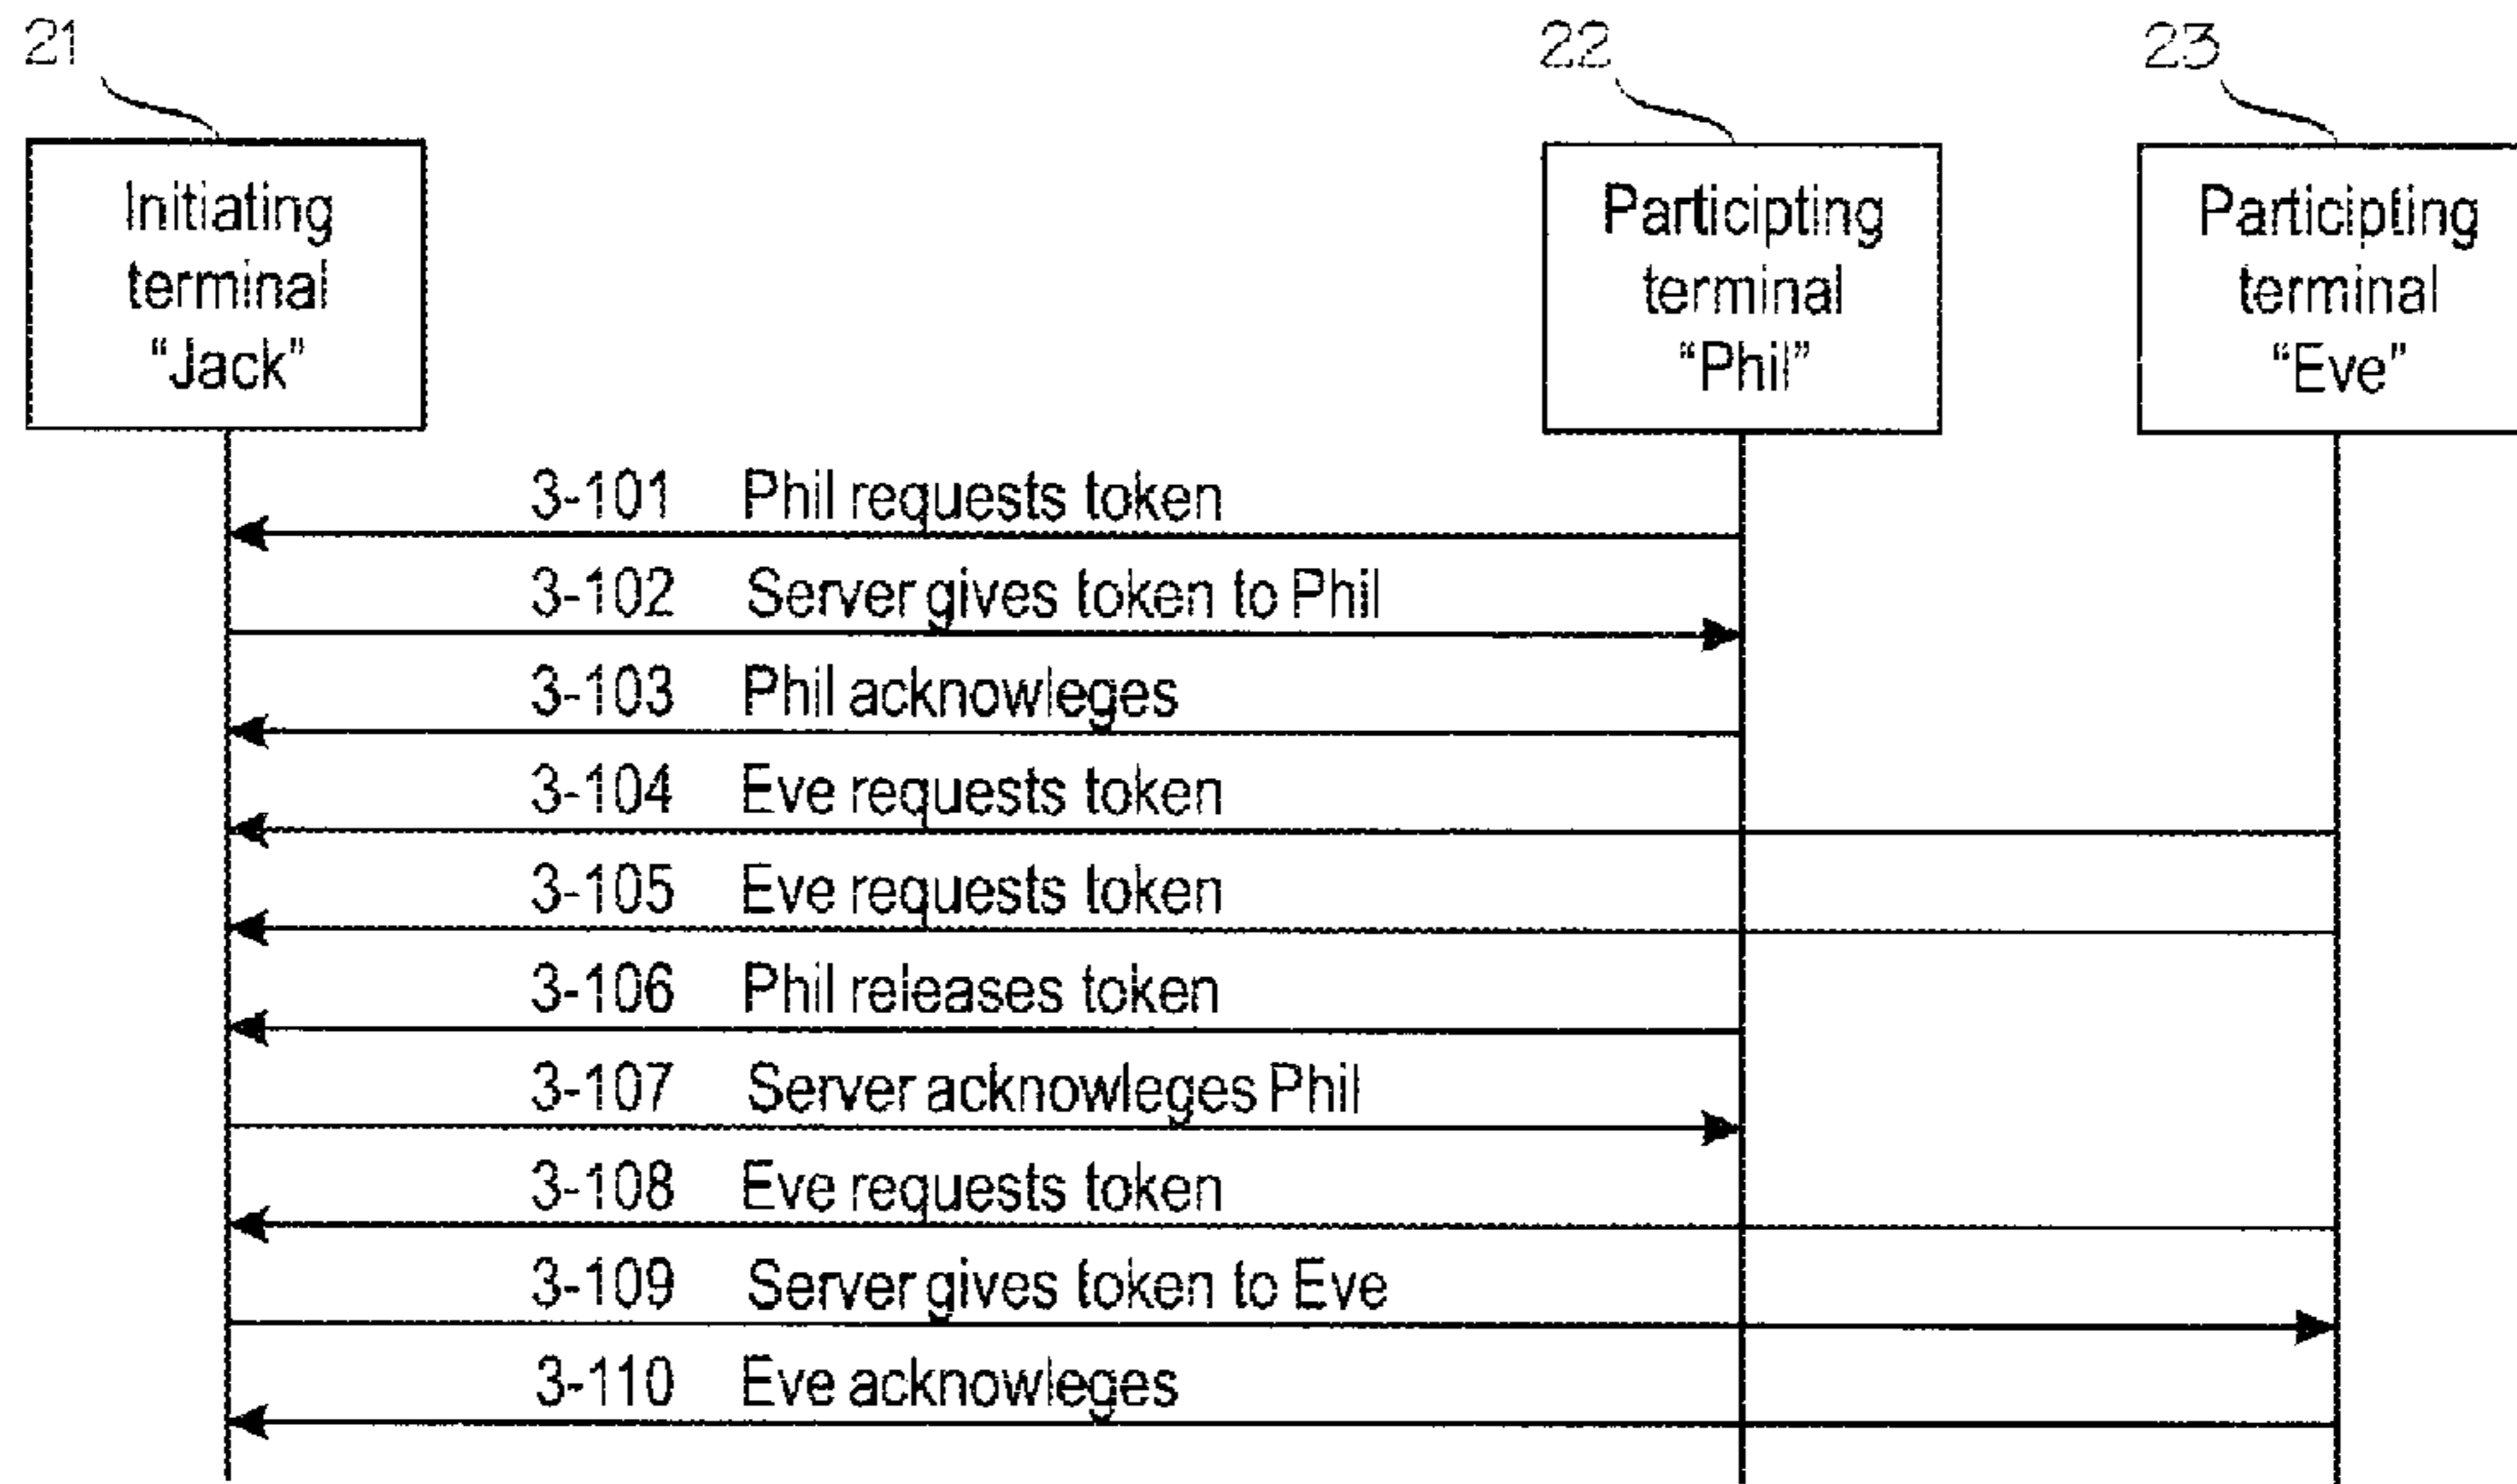 21
22
23
Initiating
terminal
“Jack”
Participting
terminal
“Phil”
Participting
terminal
“Eve”
3-101 Phil requests token
3-102 Server gives token to Phil
3-103 Phil acknowleges
3-104 Eve requests token
3-105 Eve requests token
3-106 Phil releases token
3-107 Server acknowleges Phil
3-108 Eve requests token
3-109 Server gives token to Eve
3-110 Eve acknowleges